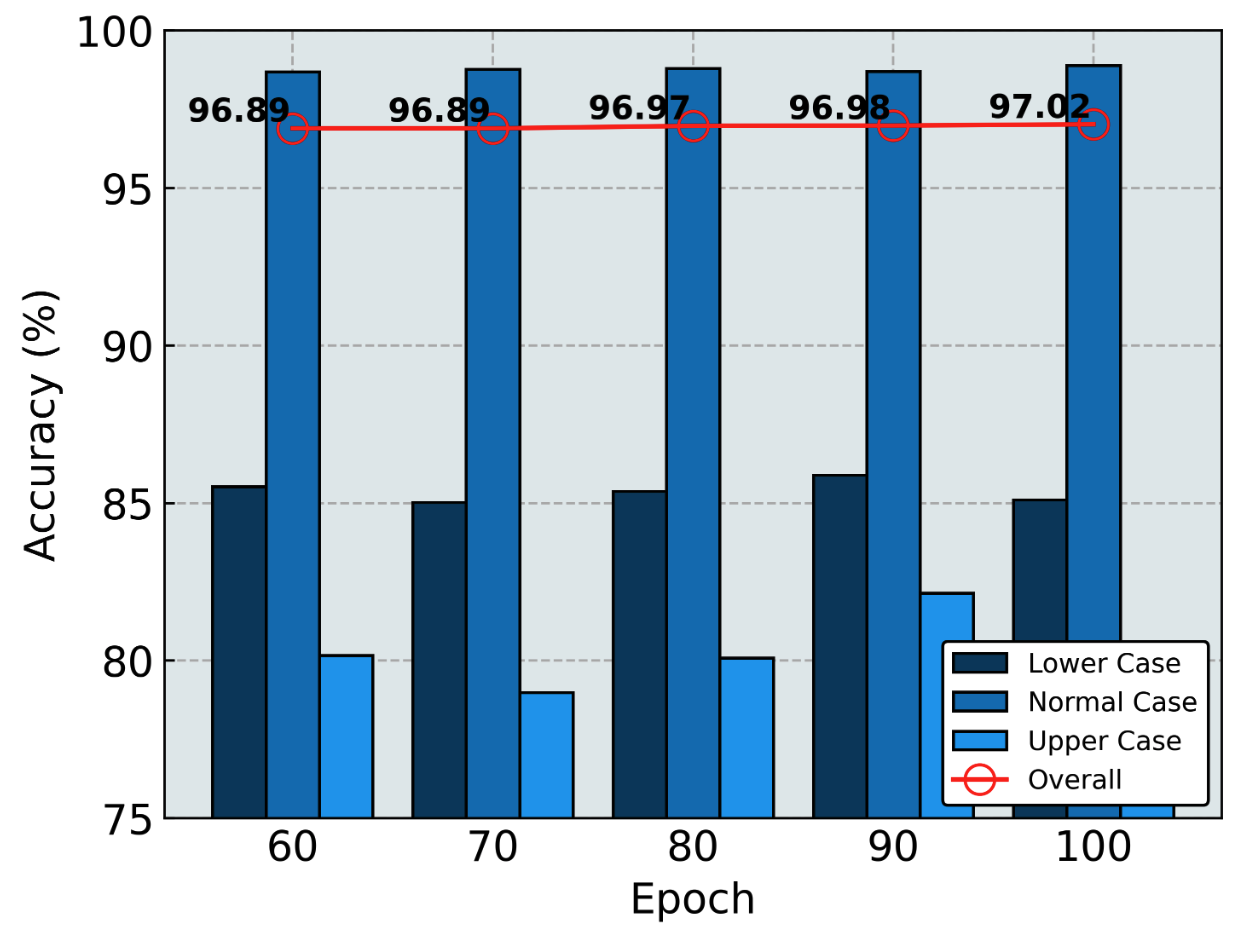 100
95
90
85
80
75
Accuracy (%)
96.89 96.89 96.97 96.98 97.02
Lower Case
Normal Case
Upper Case
Overall
60 70 80 90 100
Epoch